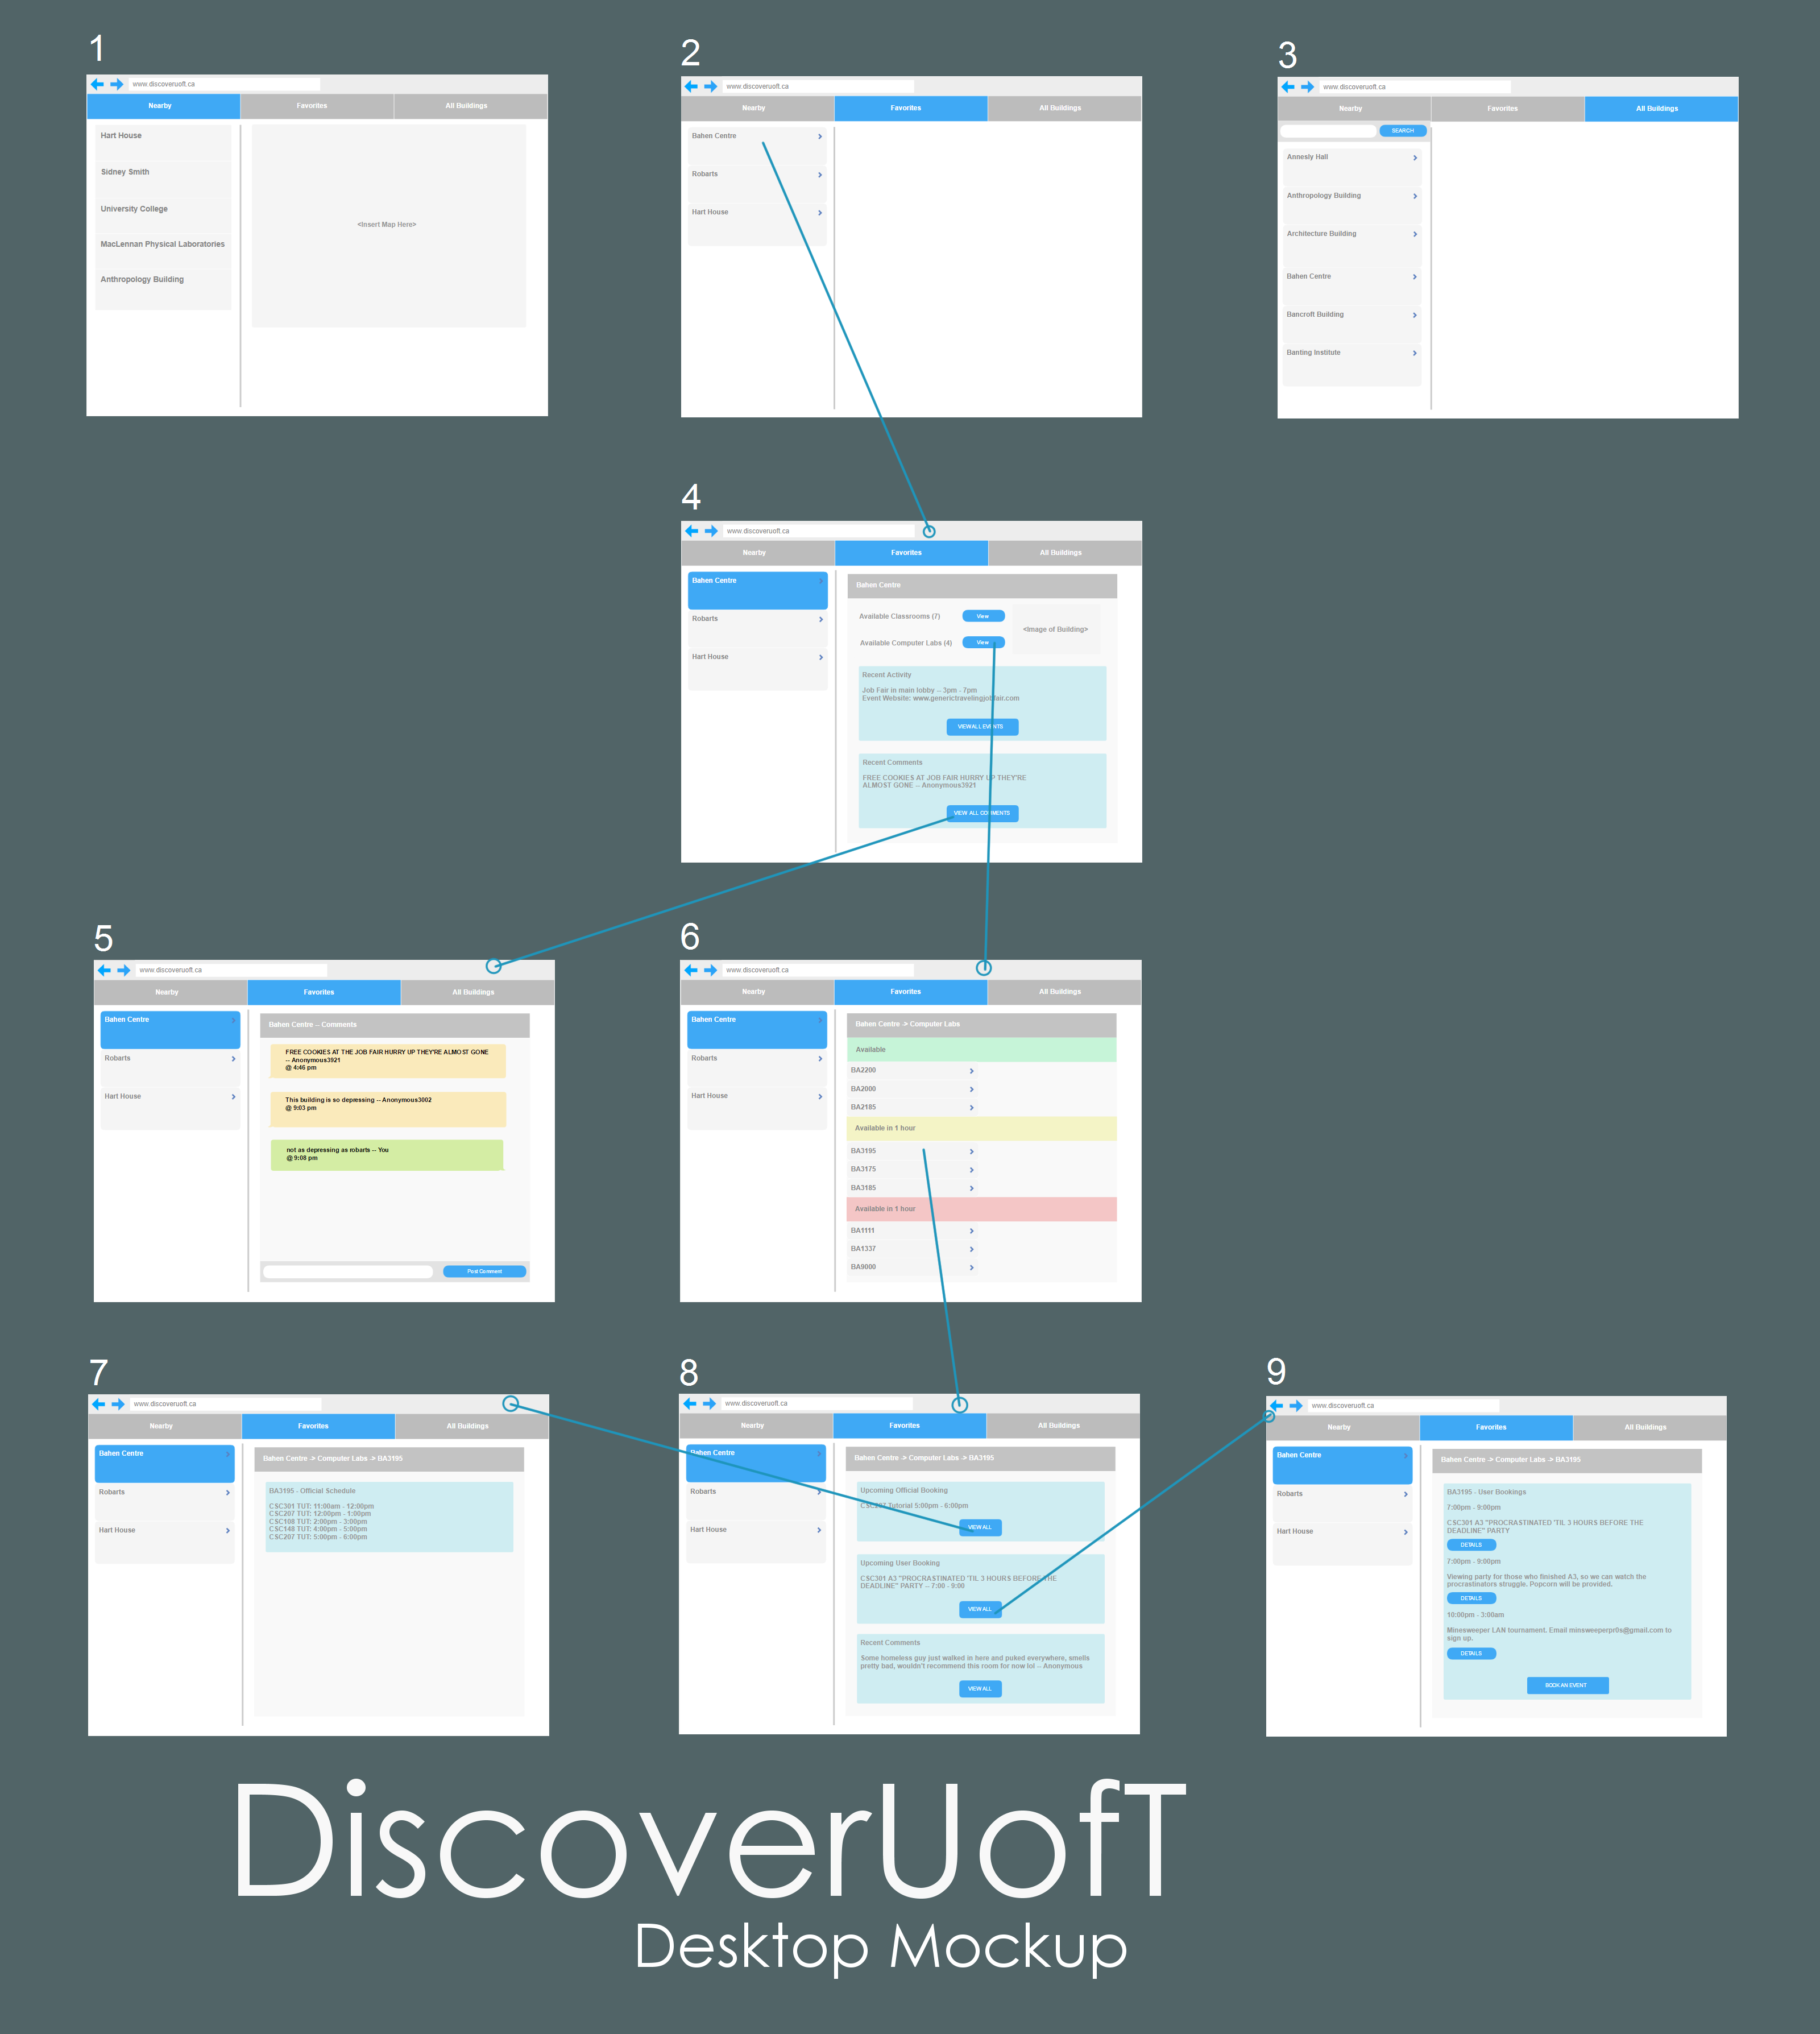 1
www.discoveruoft.ca
Nearby
Favorites
All Buildings
Hart House
Sidney Smith
University College
MacLennan Physical Laboratories
Anthropology Building
<Insert Map Here>
2
www.discoveruoft.ca
Nearby
Favorites
All Buildings
Bahen Centre
Robarts
Hart House
3
www.discoveruoft.ca
Nearby
Favorites
All Buildings
SEARCH
Annesly Hall
Anthropology Building
Architecture Building
Bahen Centre
Bancroft Building
Banting Institute
4
www.discoveruoft.ca
Nearby
Favorites
All Buildings
Bahen Centre
Robarts
Hart House
Bahen Centre
Available Classrooms (7)
View
Available Computer Labs (4)
View
<Image of Building>
Recent Activity
Job Fair in main lobby -- 3pm - 7pm
Event Website: www.generictravelingjobfair.com
VIEW ALL EVENTS
Recent Comments
FREE COOKIES AT JOB FAIR HURRY UP THEY'RE
ALMOST GONE -- Anonymous3921
VIEW ALL COMMENTS
5
www.discoveruoft.ca
Nearby
Favorites
All Buildings
Bahen Centre
Robarts
Hart House
Bahen Centre -- Comments
FREE COOKIES AT THE JOB FAIR HURRY UP THEY'RE ALMOST GONE
-- Anonymous3921
@ 4:46 pm
This building is so depressing -- Anonymous3002
@ 9:03 pm
not as depressing as robarts -- You
@ 9:08 pm
Post Comment
6
www.discoveruoft.ca
Nearby
Favorites
All Buildings
Bahen Centre
Robarts
Hart House
Bahen Centre -> Computer Labs
Available
BA2200
BA2000
BA2185
Available in 1 hour
BA3195
BA3175
BA3185
Available in 1 hour
BA1111
BA1337
BA9000
7
www.discoveruoft.ca
Nearby
Favorites
All Buildings
Bahen Centre
Robarts
Hart House
Bahen Centre -> Computer Labs -> BA3195
BA3195 - Official Schedule
CSC301 TUT: 11:00am - 12:00pm
CSC207 TUT: 12:00pm - 1:00pm
CSC108 TUT: 2:00pm - 3:00pm
CSC148 TUT: 4:00pm - 5:00pm
CSC207 TUT: 5:00pm - 6:00pm
8
www.discoveruoft.ca
Nearby
Favorites
All Buildings
Bahen Centre
Robarts
Hart House
Bahen Centre -> Computer Labs -> BA3195
Upcoming Official Booking
CSC207 Tutorial 5:00pm - 6:00pm
VIEW ALL
Upcoming User Booking
CSC301 A3 "PROCRASTINATED 'TIL 3 HOURS BEFORE THE
DEADLINE" PARTY -- 7:00 - 9:00
VIEW ALL
Recent Comments
Some homeless guy just walked in here and puked everywhere, smells
pretty bad, wouldn't recommend this room for now lol -- Anonymous
VIEW ALL
9
www.discoveruoft.ca
Nearby
Favorites
All Buildings
Bahen Centre
Robarts
Hart House
Bahen Centre -> Computer Labs -> BA3195
BA3195 - User Bookings
7:00pm - 9:00pm
CSC301 A3 "PROCRASTINATED 'TIL 3 HOURS BEFORE THE
DEADLINE" PARTY
DETAILS
7:00pm - 9:00pm
Viewing party for those who finished A3, so we can watch the
procrastinators struggle. Popcorn will be provided.
DETAILS
10:00pm - 3:00am
Minesweeper LAN tournament. Email minsweeperpr0s@gmail.com to
sign up.
DETAILS
BOOK AN EVENT
DiscoverUofT
Desktop Mockup